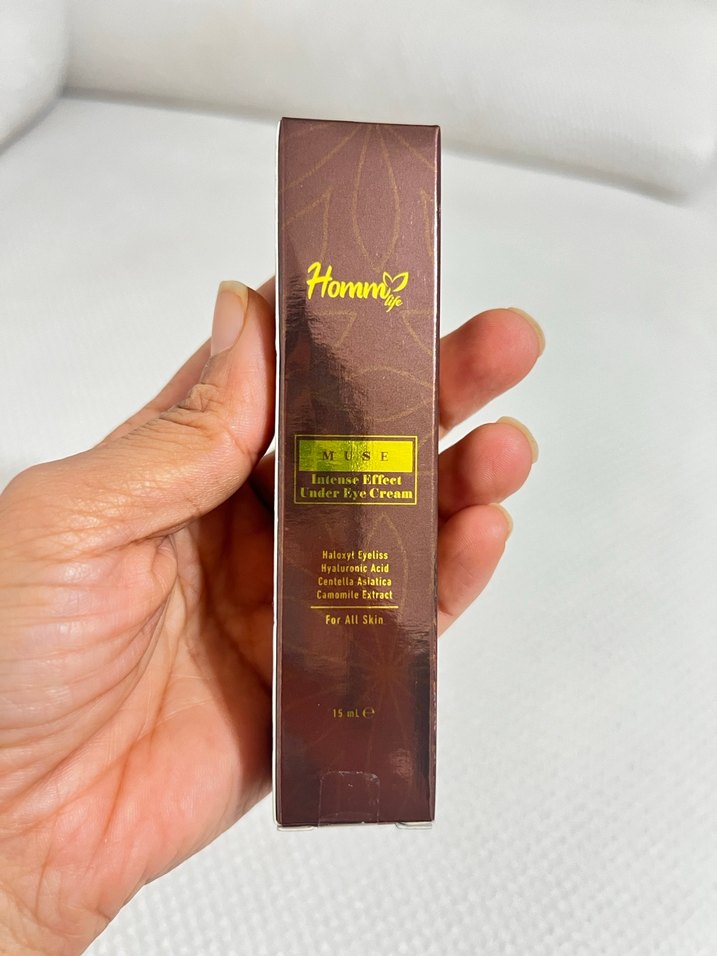 Homm
life
MUSE
Intense Effect
Under Eye Cream
Haloxyl Eyeliss
Hyaluronic Acid
Centella Asiatica
Camomile Extract
For All Skin
15 mL ℮